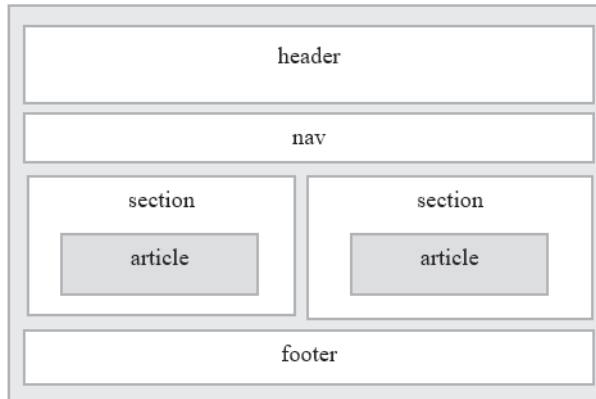 header
nav
section
section
article
article
footer